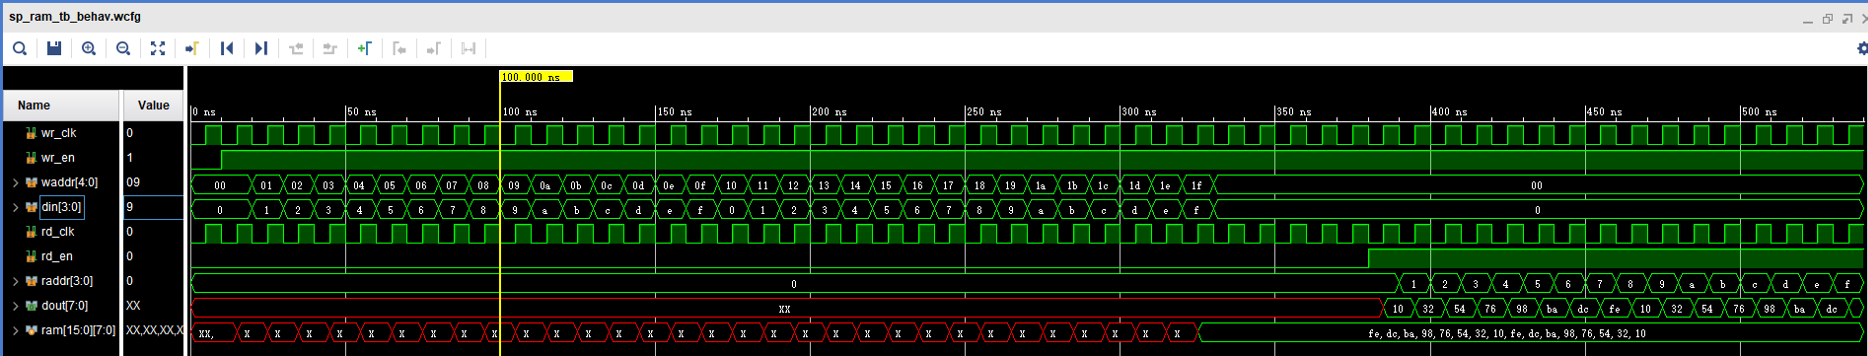 sp_ram_tb_behav.wcfg
100.000 ns
Name Value
0 ns 50 ns 100 ns 150 ns 200 ns 250 ns 300 ns 350 ns 400 ns 450 ns 500 ns
wr_clk 0
wr_en 1
waddr[4:0] 09 00 01 02 03 04 05 06 07 08 09 0a 0b 0c 0d 0e 0f 10 11 12 13 14 15 16 17 18 19 1a 1b 1c 1d 1e 1f 00
din[3:0] 9 0 1 2 3 4 5 6 7 8 9 a b c d e f 0 1 2 3 4 5 6 7 8 9 a b c d e f 0
rd_clk 0
rd_en 0
raddr[3:0] 0 0 1 2 3 4 5 6 7 8 9 a b c d e f
dout[7:0] XX XX 10 32 54 76 98 ba dc fe 10 32 54 76 98 ba dc
ram[15:0][7:0] XX,XX,XX,X XX, X X X X X X X X X X X X X X X X X X X X X X X X X X X X X X X fe, dc, ba, 98, 76, 54, 32, 10, fe, dc, ba, 98, 76, 54, 32, 10